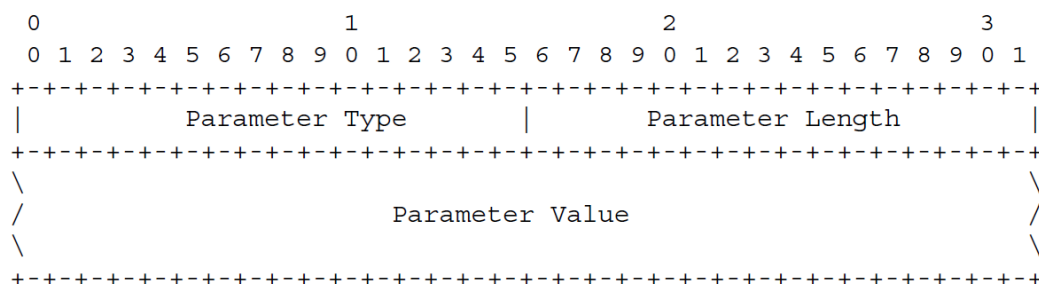 0                   1                   2                   3
 0 1 2 3 4 5 6 7 8 9 0 1 2 3 4 5 6 7 8 9 0 1 2 3 4 5 6 7 8 9 0 1
+-+-+-+-+-+-+-+-+-+-+-+-+-+-+-+-+-+-+-+-+-+-+-+-+-+-+-+-+-+-+-+-+
|          Parameter Type       |       Parameter Length        |
+-+-+-+-+-+-+-+-+-+-+-+-+-+-+-+-+-+-+-+-+-+-+-+-+-+-+-+-+-+-+-+-+
\                                                               \
/                       Parameter Value                         /
\                                                               \
+-+-+-+-+-+-+-+-+-+-+-+-+-+-+-+-+-+-+-+-+-+-+-+-+-+-+-+-+-+-+-+-+